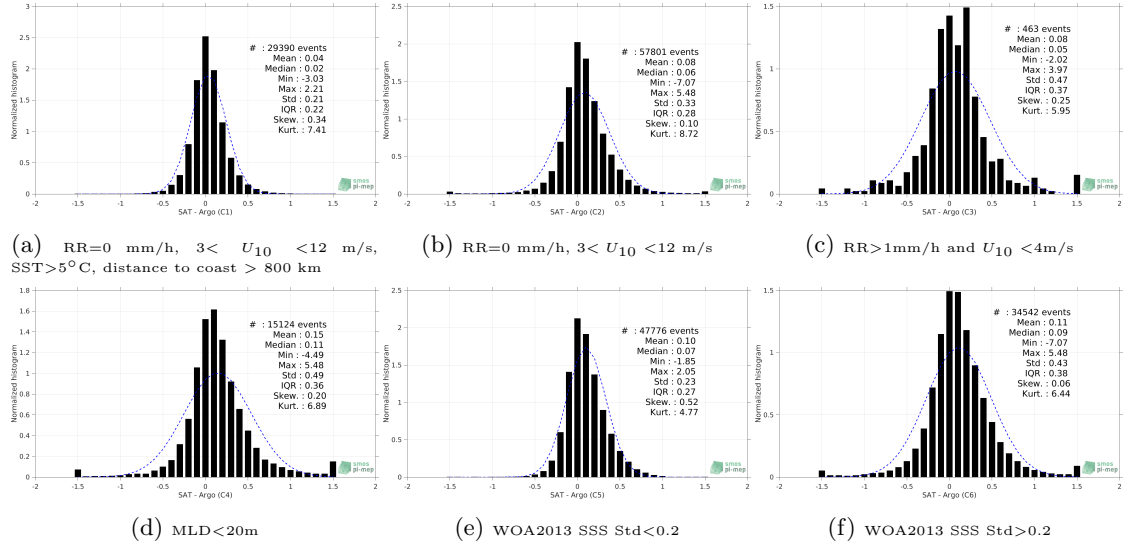 3
2.5
2
1.5
1
0.5
0
-2
-1.5
-1
-0.5
0
0.5
1
1.5
2
Normalized histogram
SAT - Argo (C1)
# : 29390 events
Mean : 0.04
Median : 0.02
Min : -3.03
Max : 2.21
Std : 0.21
IQR : 0.22
Skew. : 0.34
Kurt. : 7.41
smos
pi-mep
(a) RR=0 mm/h, 3< U10 <12 m/s,
SST>5°C, distance to coast > 800 km
2.5
2
1.5
1
0.5
0
-2
-1.5
-1
-0.5
0
0.5
1
1.5
2
Normalized histogram
SAT - Argo (C2)
# : 57801 events
Mean : 0.08
Median : 0.06
Min : -7.07
Max : 5.48
Std : 0.33
IQR : 0.28
Skew. : 0.10
Kurt. : 8.72
smos
pi-mep
(b) RR=0 mm/h, 3< U10 <12 m/s
1.5
1
0.5
0
-2
-1.5
-1
-0.5
0
0.5
1
1.5
2
Normalized histogram
SAT - Argo (C3)
# : 463 events
Mean : 0.08
Median : 0.05
Min : -2.02
Max : 3.97
Std : 0.47
IQR : 0.37
Skew. : 0.25
Kurt. : 5.95
smos
pi-mep
(c) RR>1mm/h and U10 <4m/s
1.8
1.6
1.4
1.2
1
0.8
0.6
0.4
0.2
0
-2
-1.5
-1
-0.5
0
0.5
1
1.5
2
Normalized histogram
SAT - Argo (C4)
# : 15124 events
Mean : 0.15
Median : 0.11
Min : -4.49
Max : 5.48
Std : 0.49
IQR : 0.36
Skew. : 0.20
Kurt. : 6.89
smos
pi-mep
(d) MLD<20m
2.5
2
1.5
1
0.5
0
-2
-1.5
-1
-0.5
0
0.5
1
1.5
2
Normalized histogram
SAT - Argo (C5)
# : 47776 events
Mean : 0.10
Median : 0.07
Min : -1.85
Max : 2.05
Std : 0.23
IQR : 0.27
Skew. : 0.52
Kurt. : 4.77
smos
pi-mep
(e) WOA2013 SSS Std<0.2
1.5
1
0.5
0
-2
-1.5
-1
-0.5
0
0.5
1
1.5
2
Normalized histogram
SAT - Argo (C6)
# : 34542 events
Mean : 0.11
Median : 0.09
Min : -7.07
Max : 5.48
Std : 0.43
IQR : 0.38
Skew. : 0.06
Kurt. : 6.44
smos
pi-mep
(f) WOA2013 SSS Std>0.2